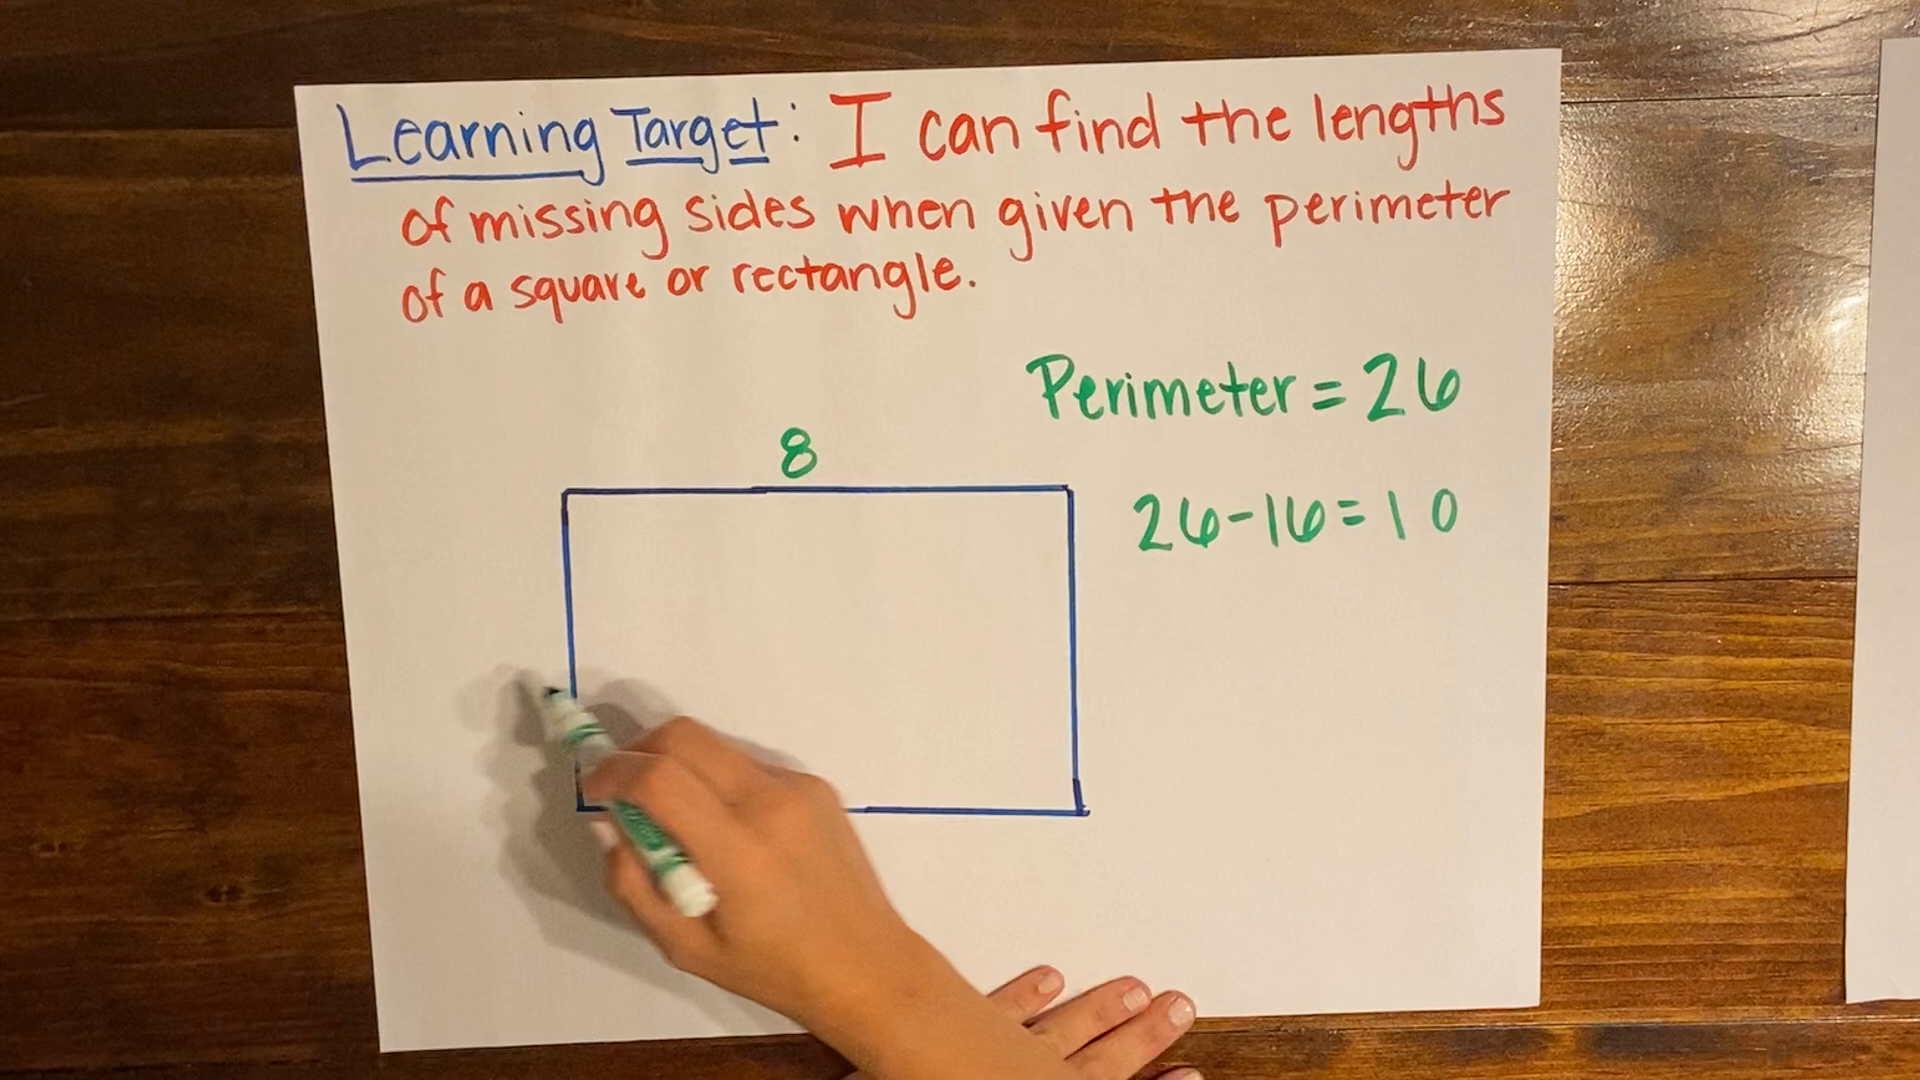 Learning Target: I can find the lengths
of missing sides when given the perimeter
of a square or rectangle.
Perimeter = 26
8
26-16=10